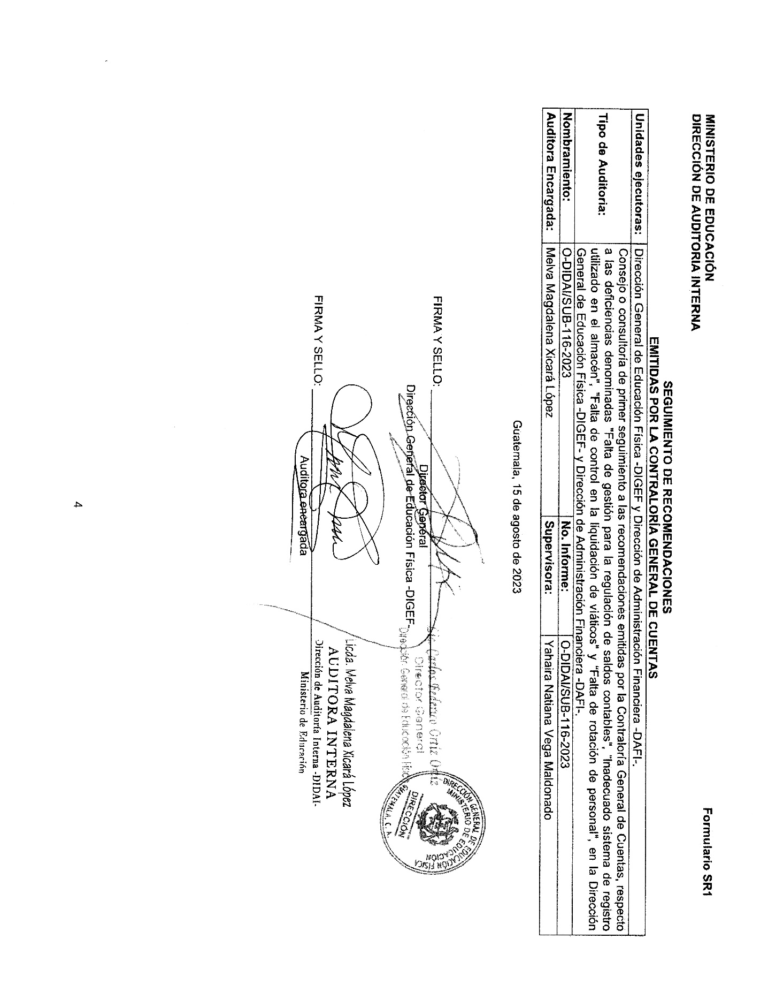 MINISTERIO DE EDUCACIÓN
DIRECCIÓN DE AUDITORIA INTERNA
Formulario SR1
SEGUIMIENTO DE RECOMENDACIONES
EMITIDAS POR LA CONTRALORÍA GENERAL DE CUENTAS
Unidades ejecutoras: Dirección General de Educación Física -DIGEF y Dirección de Administración Financiera -DAFI-.
Tipo de Auditoria:
Consejo o consultoría de primer seguimiento a las recomendaciones emitidas por la Contraloría General de Cuentas, respecto
a las deficiencias denominadas "Falta de gestión para la regulación de saldos contables", "Inadecuado sistema de registro
utilizado en el almacén", "Falta de control en la liquidación de viáticos" y "Falta de rotación de personal", en la Dirección
General de Educación Física -DIGEF- y Dirección de Administración Financiera -DAFI-.
Nombramiento: O-DIDAI/SUB-116-2023 No. Informe: O-DIDAI/SUB-116-2023
Auditora Encargada: Melva Magdalena Xicará López Supervisora: Yahaira Natiana Vega Maldonado
Guatemala, 15 de agosto de 2023
FIRMA Y SELLO:
Director General
Dirección General de Educación Física -DIGEF-
Carlos Federico Ortiz
Director General
Dirección General de Educación
DIRECCIÓN GENERAL DE EDUCACIÓN FÍSICA
MINISTERIO DE EDUCACIÓN
DIRECCIÓN
GUATEMALA, C. A.
FIRMA Y SELLO:
Auditora encargada
Licda. Melva Magdalena Xicará López
AUDITORA INTERNA
Dirección de Auditoría Interna -DIDAI-
Ministerio de Educación
4